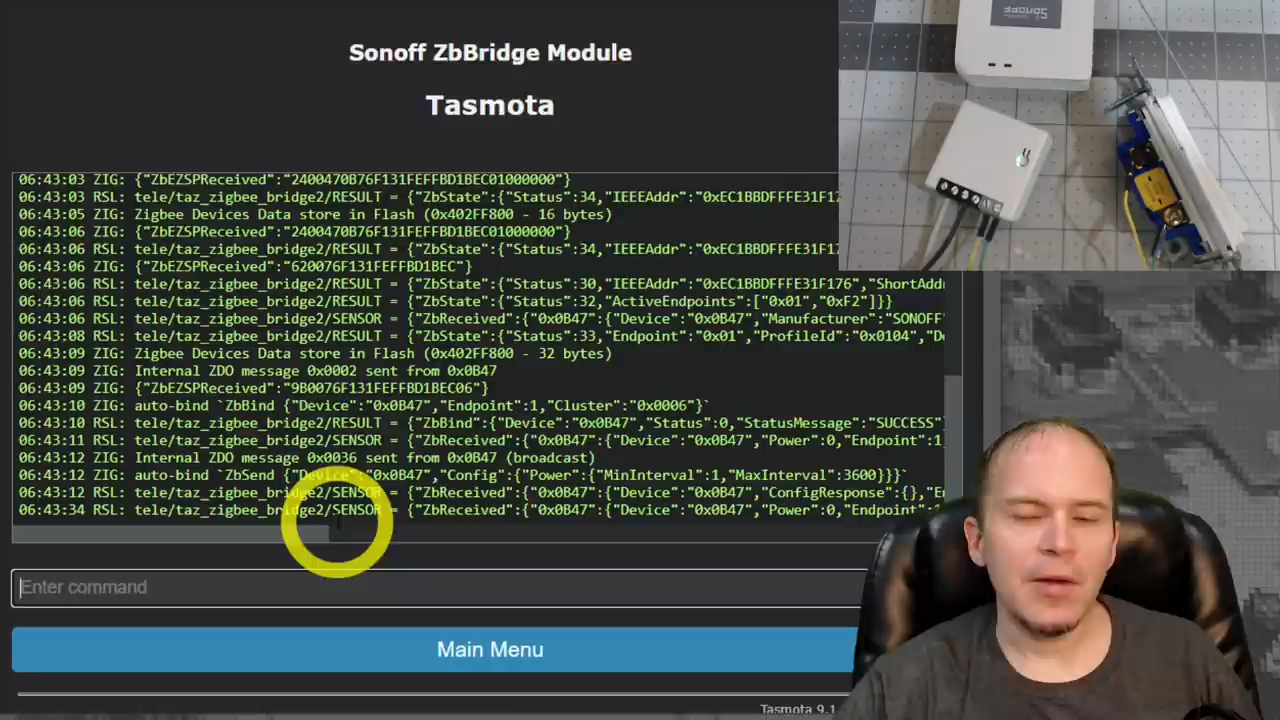 Sonoff ZbBridge Module
Tasmota
06:43:03 ZIG: {"ZbEZSPReceived":"2400470B76F131FEFFBD1BEC01000000"}
06:43:03 RSL: tele/taz_zigbee_bridge2/RESULT = {"ZbState":{"Status":34,"IEEEAddr":"0xEC1BBDFFFE31F17
06:43:05 ZIG: Zigbee Devices Data store in Flash (0x402FF800 - 16 bytes)
06:43:06 ZIG: {"ZbEZSPReceived":"2400470B76F131FEFFBD1BEC01000000"}
06:43:06 RSL: tele/taz_zigbee_bridge2/RESULT = {"ZbState":{"Status":34,"IEEEAddr":"0xEC1BBDFFFE31F17
06:43:06 ZIG: {"ZbEZSPReceived":"620076F131FEFFBD1BEC"}
06:43:06 RSL: tele/taz_zigbee_bridge2/RESULT = {"ZbState":{"Status":30,"IEEEAddr":"0xEC1BBDFFFE31F176","ShortAdd
06:43:06 RSL: tele/taz_zigbee_bridge2/RESULT = {"ZbState":{"Status":32,"ActiveEndpoints":["0x01","0xF2"]}}
06:43:06 RSL: tele/taz_zigbee_bridge2/SENSOR = {"ZbReceived":{"0x0B47":{"Device":"0x0B47","Manufacturer":"SONOFF"
06:43:08 RSL: tele/taz_zigbee_bridge2/RESULT = {"ZbState":{"Status":33,"Endpoint":"0x01","ProfileId":"0x0104","De
06:43:09 ZIG: Zigbee Devices Data store in Flash (0x402FF800 - 32 bytes)
06:43:09 ZIG: Internal ZDO message 0x0002 sent from 0x0B47
06:43:09 ZIG: {"ZbEZSPReceived":"9B0076F131FEFFBD1BEC06"}
06:43:10 ZIG: auto-bind `ZbBind {"Device":"0x0B47","Endpoint":1,"Cluster":"0x0006"}`
06:43:10 RSL: tele/taz_zigbee_bridge2/RESULT = {"ZbBind":{"Device":"0x0B47","Status":0,"StatusMessage":"SUCCESS"}
06:43:11 RSL: tele/taz_zigbee_bridge2/SENSOR = {"ZbReceived":{"0x0B47":{"Device":"0x0B47","Power":0,"Endpoint":1
06:43:12 ZIG: Internal ZDO message 0x0036 sent from 0x0B47 (broadcast)
06:43:12 ZIG: auto-bind `ZbSend {"Device":"0x0B47","Config":{"Power":{"MinInterval":1,"MaxInterval":3600}}}`
06:43:12 RSL: tele/taz_zigbee_bridge2/SENSOR = {"ZbReceived":{"0x0B47":{"Device":"0x0B47","ConfigResponse":{},"En
06:43:34 RSL: tele/taz_zigbee_bridge2/SENSOR = {"ZbReceived":{"0x0B47":{"Device":"0x0B47","Power":0,"Endpoint":1
Enter command
Main Menu
Tasmota 9.1
SONOFF